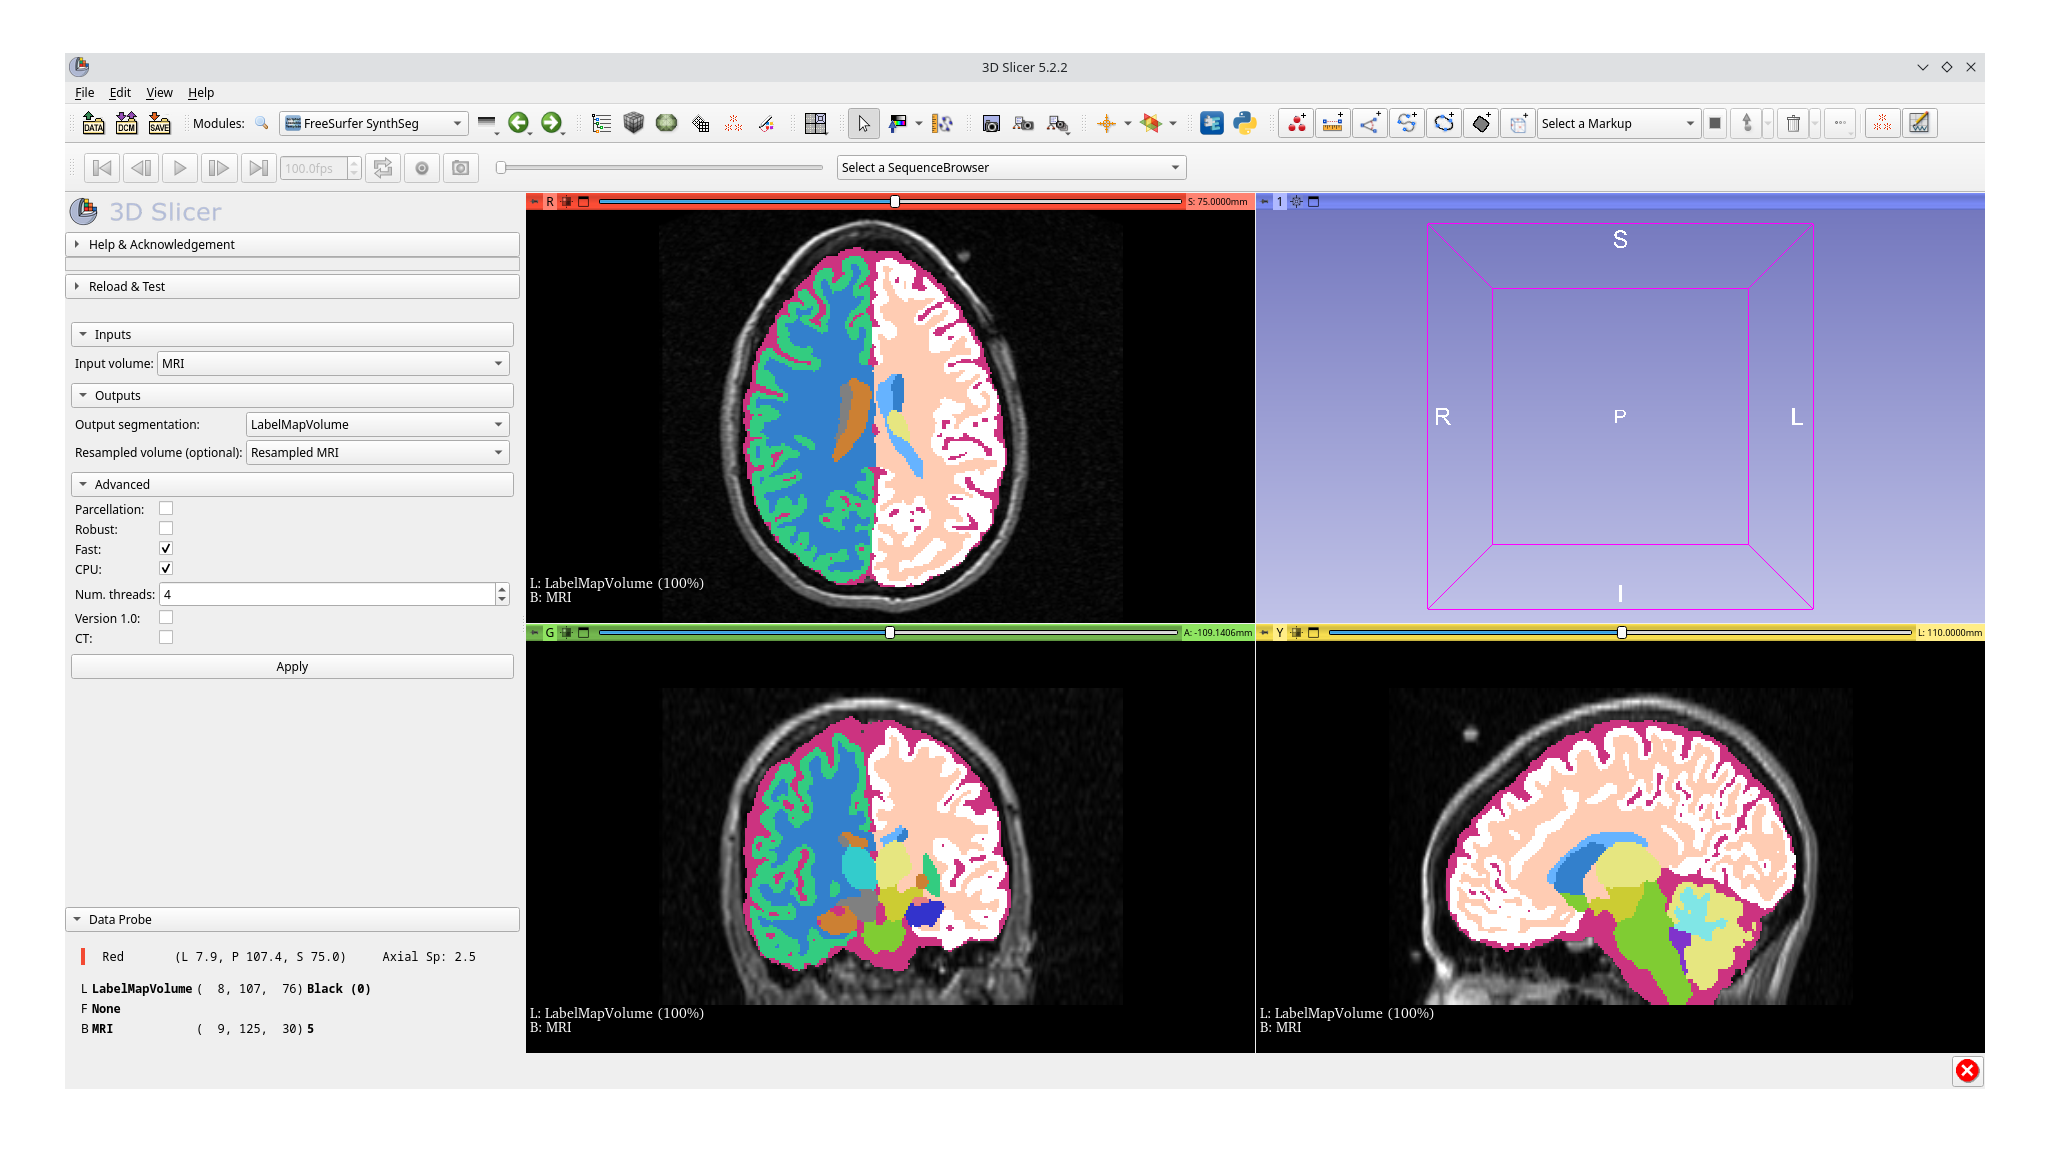 3D Slicer 5.2.2
File Edit View Help
DATA DCM SAVE Modules: FreeSurfer SynthSeg Select a Markup
100.0fps Select a SequenceBrowser
3D Slicer
Help & Acknowledgement
Reload & Test
Inputs
Input volume: MRI
Outputs
Output segmentation: LabelMapVolume
Resampled volume (optional): Resampled MRI
Advanced
Parcellation:
Robust:
Fast:
CPU:
Num. threads: 4
Version 1.0:
CT:
Apply
Data Probe
Red (L 7.9, P 107.4, S 75.0) Axial Sp: 2.5
L LabelMapVolume ( 8, 107, 76) Black (0)
F None
B MRI ( 9, 125, 30) 5
R S: 75.0000mm
L: LabelMapVolume (100%)
B: MRI
1
S
R P L
I
G A: -109.1406mm
L: LabelMapVolume (100%)
B: MRI
Y L: 110.0000mm
L: LabelMapVolume (100%)
B: MRI